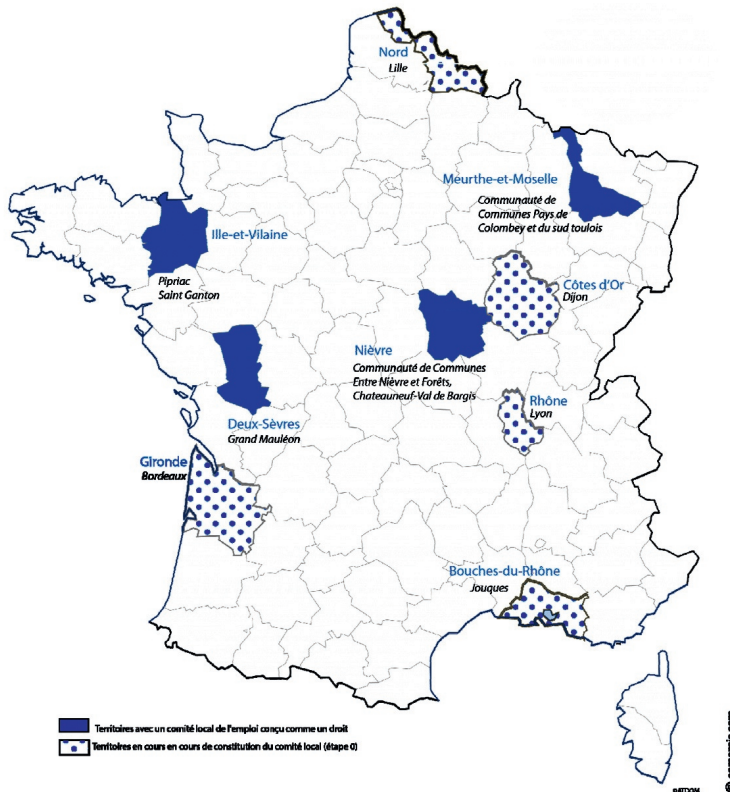 Nord
Lille
Meurthe-et-Moselle
Communauté de
Communes Pays de
Colombey et du sud toulois
Ille-et-Vilaine
Pipriac
Saint Ganton
Côtes d'Or
Dijon
Nièvre
Communauté de Communes
Entre Nièvre et Forêts,
Chateauneuf-Val de Bargis
Rhône
Lyon
Deux-Sèvres
Grand Mauléon
Gironde
Bordeaux
Bouches-du-Rhône
Jouques
Territoires avec un comité local de l'emploi conçu comme un droit
Territoires en cours en cours de constitution du comité local (étape 0)